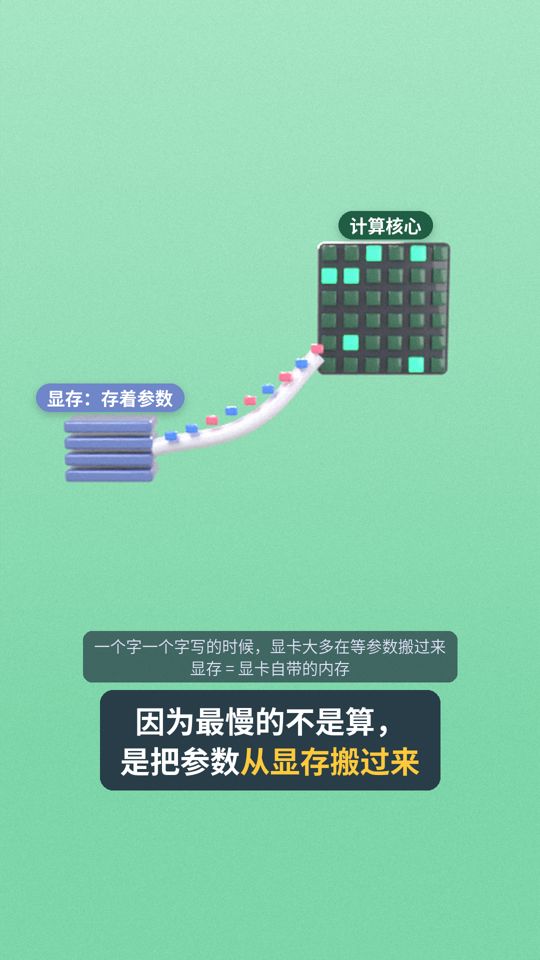 计算核心
显存：存着参数
一个字一个字写的时候，显卡大多在等参数搬过来
显存 = 显卡自带的内存
因为最慢的不是算，
是把参数从显存搬过来